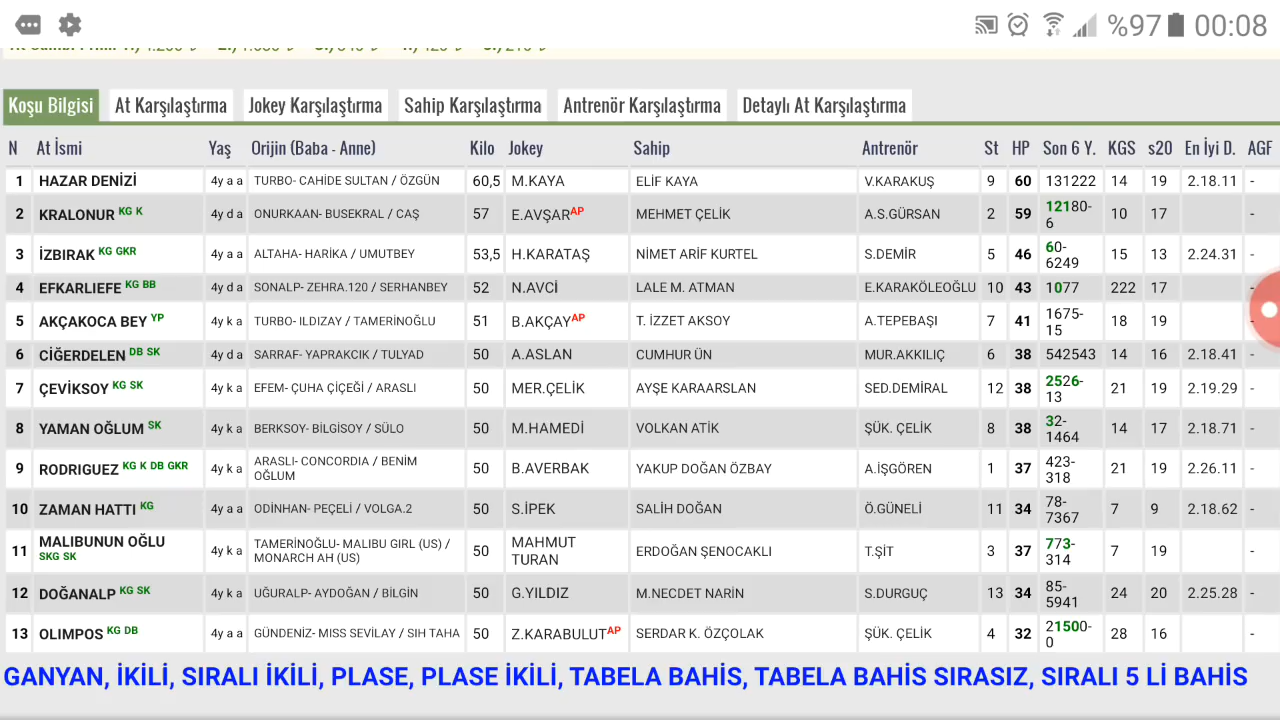 %97 00:08
Koşu Bilgisi At Karşılaştırma Jokey Karşılaştırma Sahip Karşılaştırma Antrenör Karşılaştırma Detaylı At Karşılaştırma
N At İsmi Yaş Orijin (Baba - Anne) Kilo Jokey Sahip Antrenör St HP Son 6 Y. KGS s20 En İyi D. AGF
1 HAZAR DENİZİ 4y a a TURBO- CAHİDE SULTAN / ÖZGÜN 60,5 M.KAYA ELİF KAYA V.KARAKUŞ 9 60 131222 14 19 2.18.11 -
2 KRALONUR KG K 4y d a ONURKAAN- BUSEKRAL / CAŞ 57 E.AVŞAR AP MEHMET ÇELİK A.S.GÜRSAN 2 59 12180-6 10 17 -
3 İZBIRAK KG GKR 4y a a ALTAHA- HARİKA / UMUTBEY 53,5 H.KARATAŞ NİMET ARİF KURTEL S.DEMİR 5 46 60-6249 15 13 2.24.31 -
4 EFKARLIEFE KG BB 4y d a SONALP- ZEHRA.120 / SERHANBEY 52 N.AVCİ LALE M. ATMAN E.KARAKÖLEOĞLU 10 43 1077 222 17 -
5 AKÇAKOCA BEY YP 4y k a TURBO- ILDIZAY / TAMERİNOĞLU 51 B.AKÇAY AP T. İZZET AKSOY A.TEPEBAŞI 7 41 1675-15 18 19 -
6 CİĞERDELEN DB SK 4y d a SARRAF- YAPRAKCIK / TULYAD 50 A.ASLAN CUMHUR ÜN MUR.AKKILIÇ 6 38 542543 14 16 2.18.41 -
7 ÇEVİKSOY KG SK 4y k a EFEM- ÇUHA ÇİÇEĞİ / ARASLI 50 MER.ÇELİK AYŞE KARAARSLAN SED.DEMİRAL 12 38 2526-13 21 19 2.19.29 -
8 YAMAN OĞLUM SK 4y k a BERKSOY- BİLGİSOY / SÜLO 50 M.HAMEDİ VOLKAN ATİK ŞÜK. ÇELİK 8 38 32-1464 14 17 2.18.71 -
9 RODRIGUEZ KG K DB GKR 4y k a ARASLI- CONCORDIA / BENİM OĞLUM 50 B.AVERBAK YAKUP DOĞAN ÖZBAY A.İŞGÖREN 1 37 423-318 21 19 2.26.11 -
10 ZAMAN HATTI KG 4y a a ODİNHAN- PEÇELİ / VOLGA.2 50 S.İPEK SALİH DOĞAN Ö.GÜNELİ 11 34 78-7367 7 9 2.18.62 -
11 MALIBUNUN OĞLU SKG SK 4y k a TAMERİNOĞLU- MALIBU GIRL (US) / MONARCH AH (US) 50 MAHMUT TURAN ERDOĞAN ŞENOCAKLI T.ŞİT 3 37 773-314 7 19 -
12 DOĞANALP KG SK 4y k a UĞURALP- AYDOĞAN / BİLGİN 50 G.YILDIZ M.NECDET NARİN S.DURGUÇ 13 34 85-5941 24 20 2.25.28 -
13 OLIMPOS KG DB 4y a a GÜNDENİZ- MISS SEVİLAY / SIH TAHA 50 Z.KARABULUT AP SERDAR K. ÖZÇOLAK ŞÜK. ÇELİK 4 32 21500-0 28 16 -
GANYAN, İKİLİ, SIRALI İKİLİ, PLASE, PLASE İKİLİ, TABELA BAHİS, TABELA BAHİS SIRASIZ, SIRALI 5 Lİ BAHİS